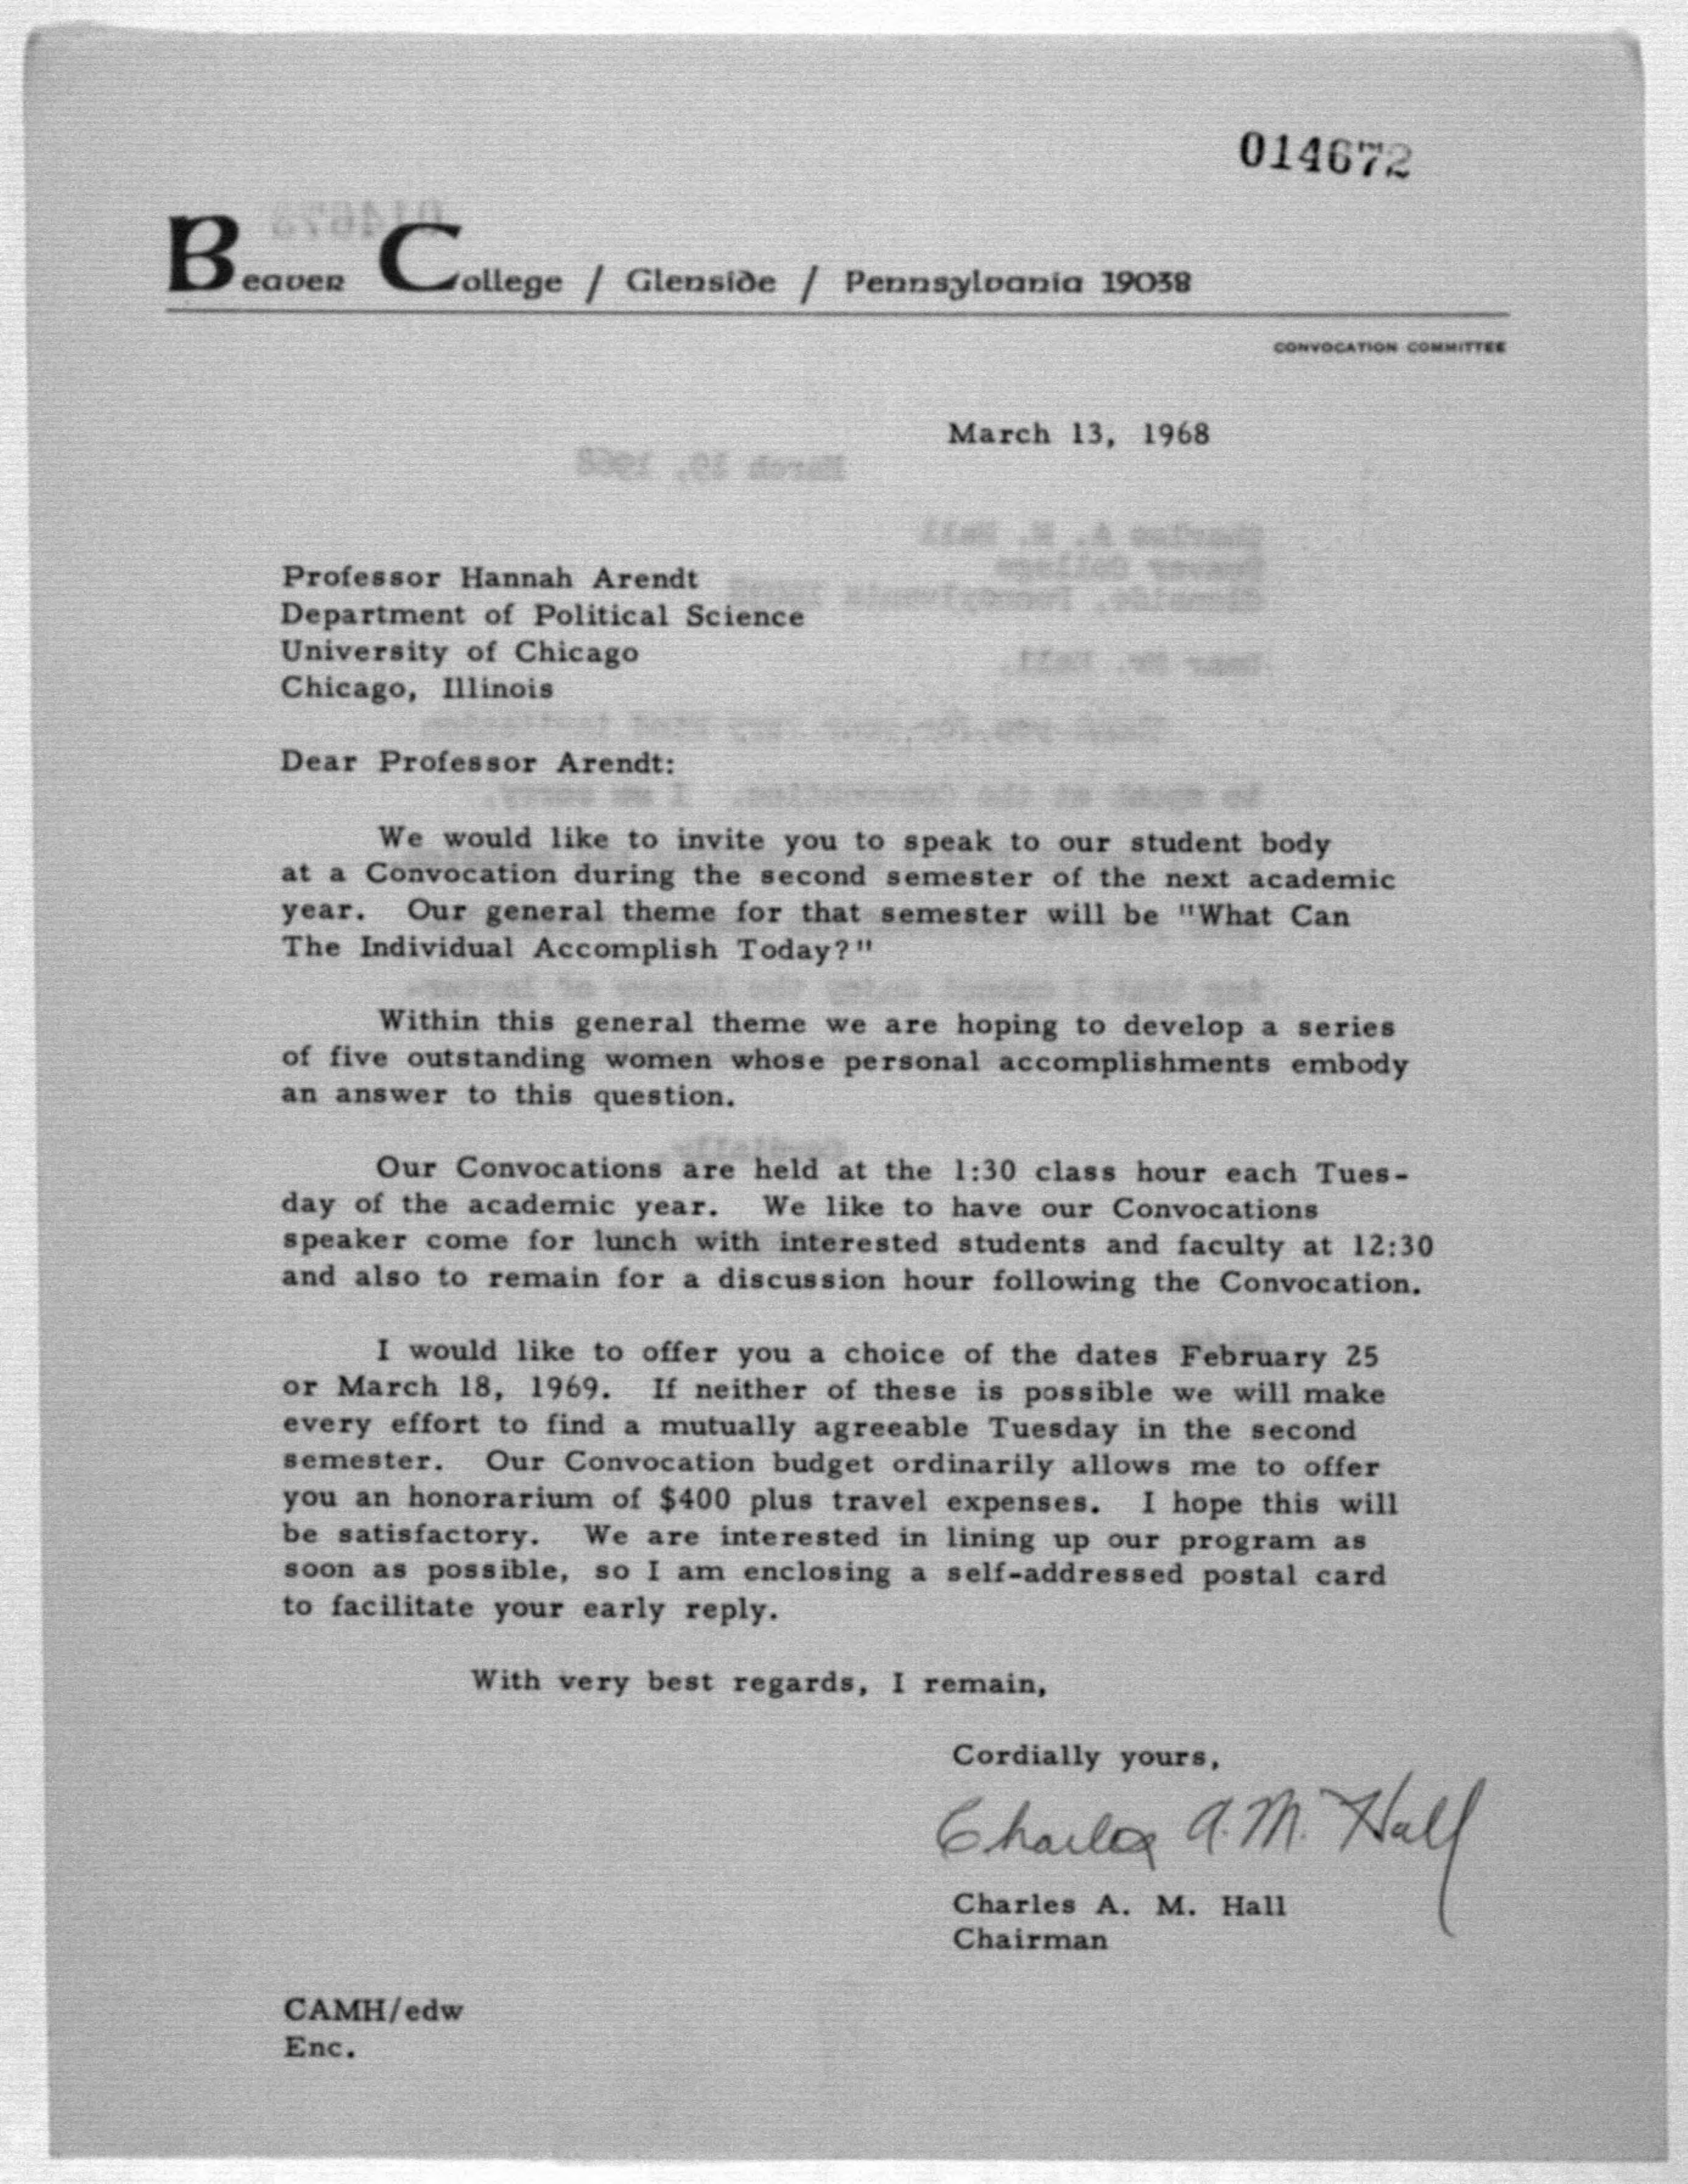 014672
Beaver College / Glenside / Pennsylvania 19038
CONVOCATION COMMITTEE
March 13, 1968
Professor Hannah Arendt
Department of Political Science
University of Chicago
Chicago, Illinois
Dear Professor Arendt:
We would like to invite you to speak to our student body
at a Convocation during the second semester of the next academic
year. Our general theme for that semester will be "What Can
The Individual Accomplish Today?"
Within this general theme we are hoping to develop a series
of five outstanding women whose personal accomplishments embody
an answer to this question.
Our Convocations are held at the 1:30 class hour each Tues-
day of the academic year. We like to have our Convocations
speaker come for lunch with interested students and faculty at 12:30
and also to remain for a discussion hour following the Convocation.
I would like to offer you a choice of the dates February 25
or March 18, 1969. If neither of these is possible we will make
every effort to find a mutually agreeable Tuesday in the second
semester. Our Convocation budget ordinarily allows me to offer
you an honorarium of $400 plus travel expenses. I hope this will
be satisfactory. We are interested in lining up our program as
soon as possible, so I am enclosing a self-addressed postal card
to facilitate your early reply.
With very best regards, I remain,
Cordially yours,
Charles A. M. Hall
Charles A. M. Hall
Chairman
CAMH/edw
Enc.